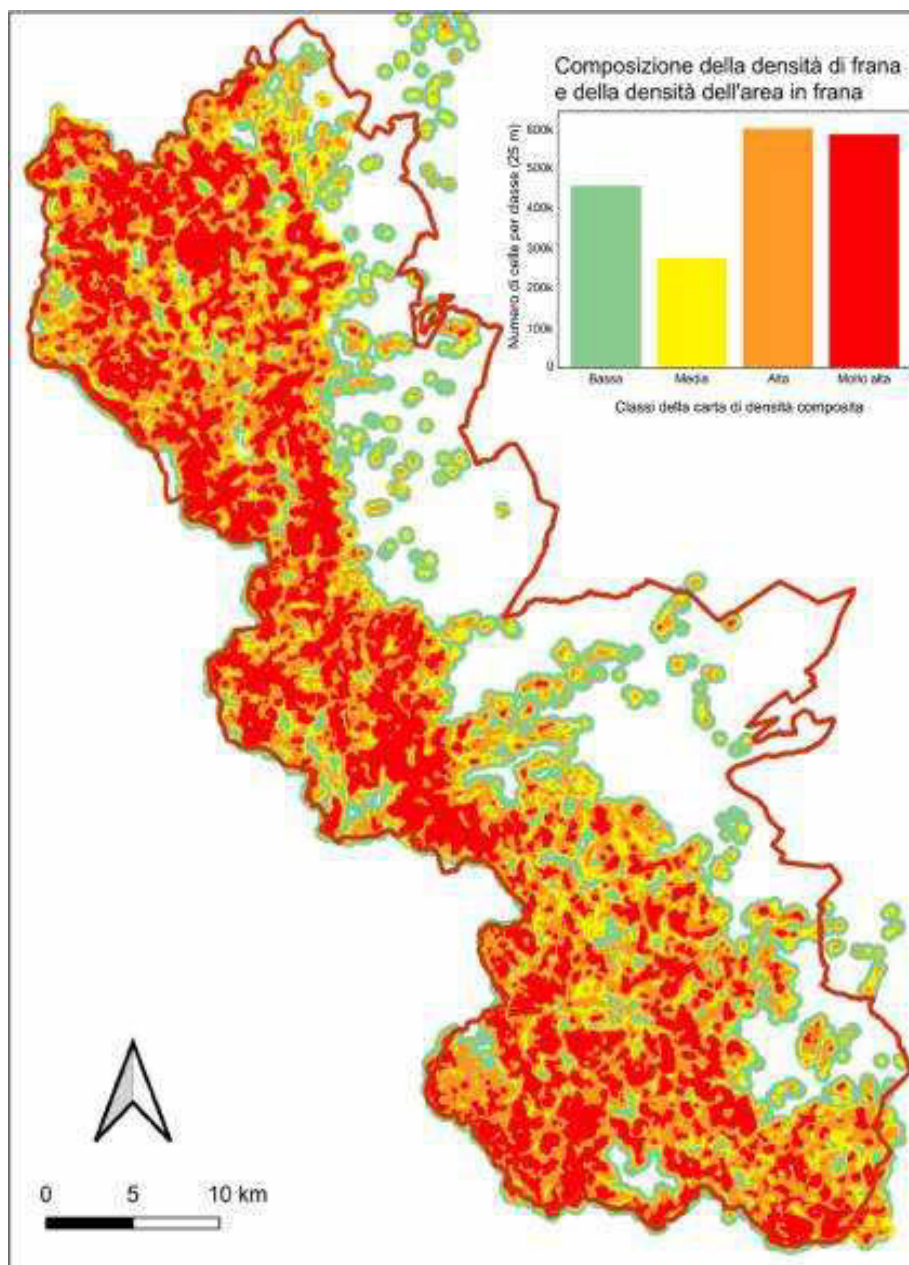 Composizione della densità di frana
e della densità dell'area in frana
Numero di celle per classe (25 m)
600k
500k
400k
300k
200k
100k
0
Bassa Media Alta Molto alta
Classi della carta di densità composita
0 5 10 km